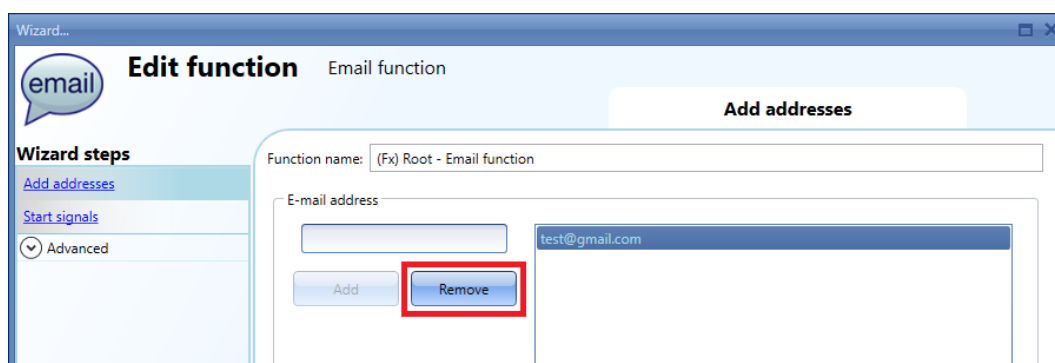 Wizard...
email
Edit function Email function
Add addresses
Wizard steps
Function name: (Fx) Root - Email function
Add addresses
E-mail address
Start signals
test@gmail.com
Advanced
Add Remove